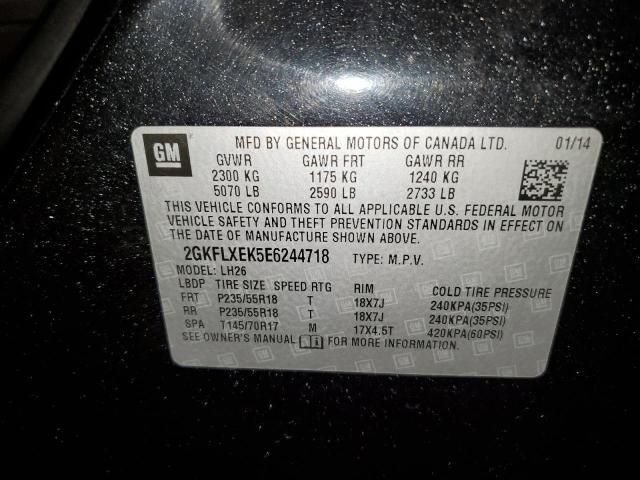 GM
MFD BY GENERAL MOTORS OF CANADA LTD. 01/14
GVWR GAWR FRT GAWR RR
2300 KG 1175 KG 1240 KG
5070 LB 2590 LB 2733 LB
THIS VEHICLE CONFORMS TO ALL APPLICABLE U.S. FEDERAL MOTOR
VEHICLE SAFETY AND THEFT PREVENTION STANDARDS IN EFFECT ON
THE DATE OF MANUFACTURE SHOWN ABOVE.
2GKFLXEK5E6244718 TYPE: M.P.V.
MODEL: LH26
LBDP TIRE SIZE SPEED RTG RIM COLD TIRE PRESSURE
FRT P235/55R18 T 18X7J 240KPA(35PSI)
RR P235/55R18 T 18X7J 240KPA(35PSI)
SPA T145/70R17 M 17X4.5T 420KPA(60PSI)
SEE OWNER'S MANUAL FOR MORE INFORMATION.